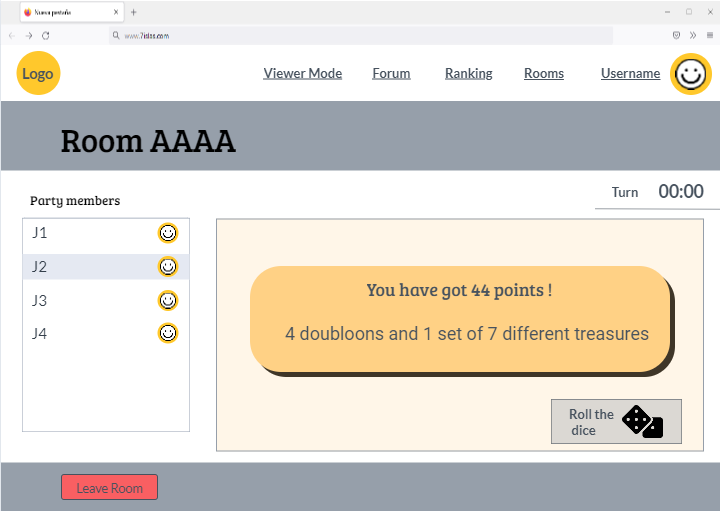 Nueva pestaña
www.7islas.com
Logo
Viewer Mode
Forum
Ranking
Rooms
Username
Room AAAA
Turn
00:00
Party members
J1
J2
J3
J4
You have got 44 points !
4 doubloons and 1 set of 7 different treasures
Roll the
dice
Leave Room